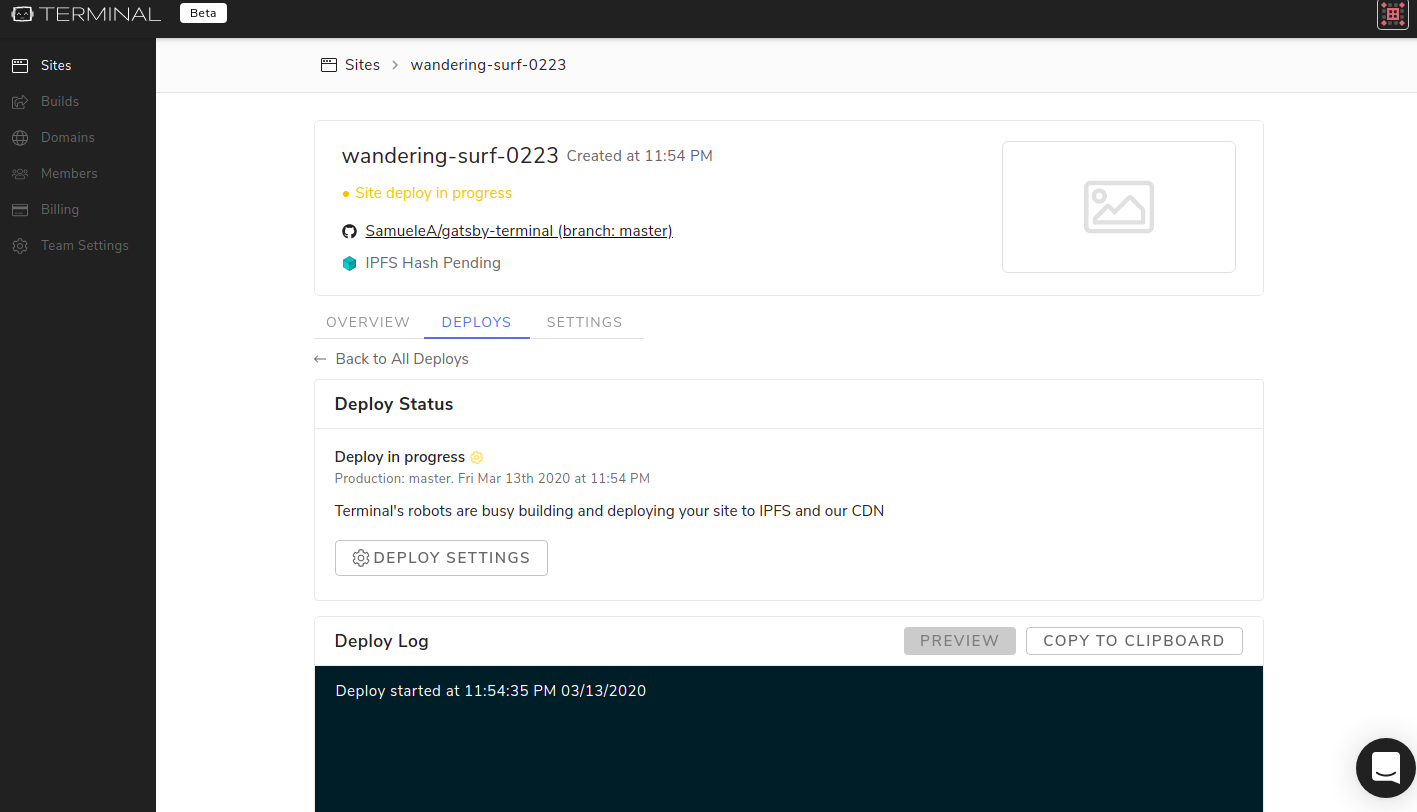 TERMINAL Beta
Sites
Builds
Domains
Members
Billing
Team Settings
Sites > wandering-surf-0223
wandering-surf-0223 Created at 11:54 PM
Site deploy in progress
SamueleA/gatsby-terminal (branch: master)
IPFS Hash Pending
OVERVIEW DEPLOYS SETTINGS
← Back to All Deploys
Deploy Status
Deploy in progress
Production: master. Fri Mar 13th 2020 at 11:54 PM
Terminal's robots are busy building and deploying your site to IPFS and our CDN
DEPLOY SETTINGS
Deploy Log PREVIEW COPY TO CLIPBOARD
Deploy started at 11:54:35 PM 03/13/2020